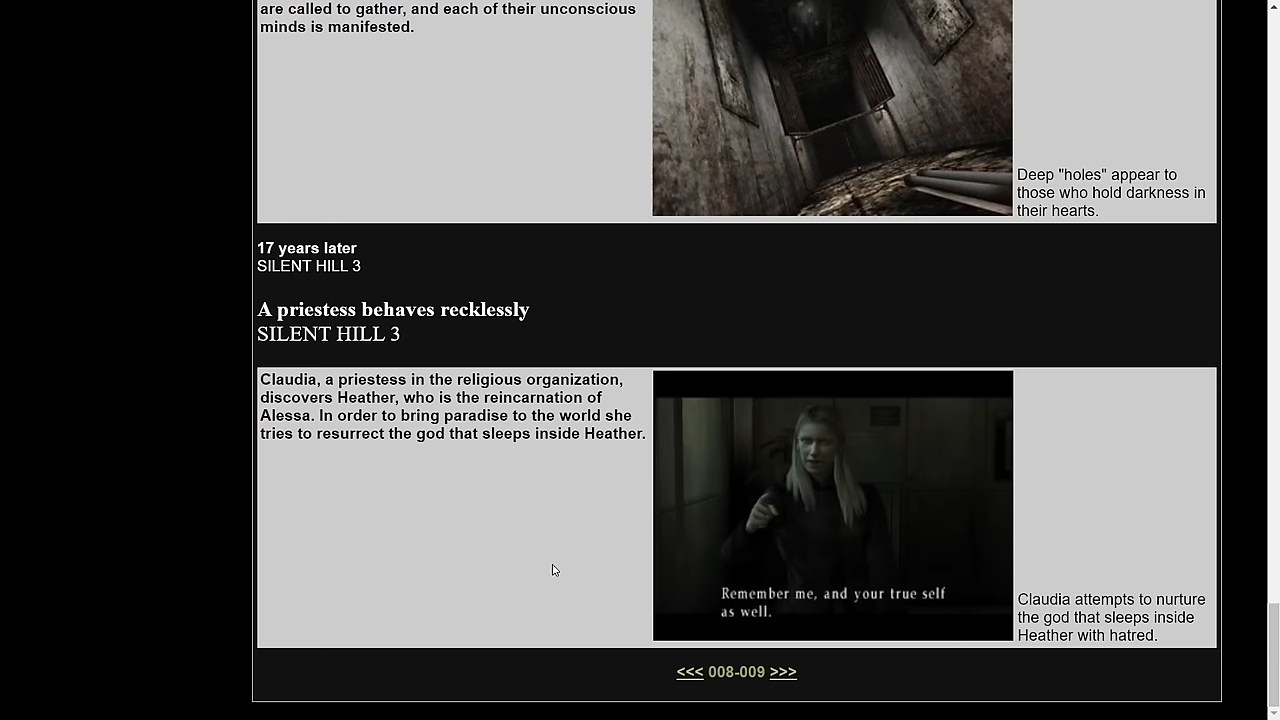 are called to gather, and each of their unconscious
minds is manifested.
Deep "holes" appear to
those who hold darkness in
their hearts.
17 years later
SILENT HILL 3
A priestess behaves recklessly
SILENT HILL 3
Claudia, a priestess in the religious organization,
discovers Heather, who is the reincarnation of
Alessa. In order to bring paradise to the world she
tries to resurrect the god that sleeps inside Heather.
Remember me, and your true self
as well.
Claudia attempts to nurture
the god that sleeps inside
Heather with hatred.
<<< 008-009 >>>